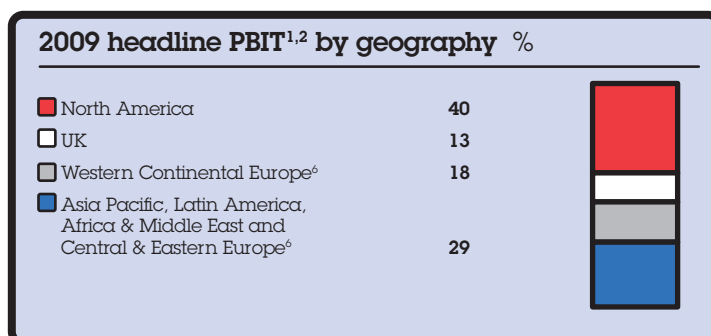 2009 headline PBIT1,2 by geography %
North America 40
UK 13
Western Continental Europe6 18
Asia Pacific, Latin America,
Africa & Middle East and
Central & Eastern Europe6 29